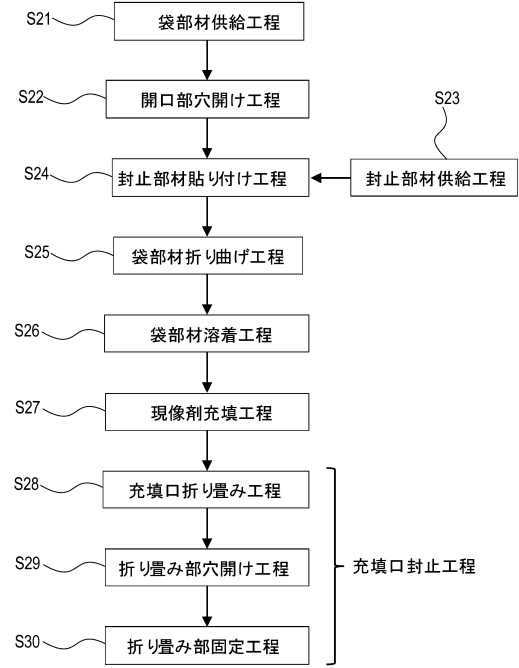 S21
袋部材供給工程
S22
開口部穴開け工程
S23
S24
封止部材貼り付け工程
封止部材供給工程
S25
袋部材折り曲げ工程
S26
袋部材溶着工程
S27
現像剤充填工程
S28
充填口折り畳み工程
S29
折り畳み部穴開け工程
充填口封止工程
S30
折り畳み部固定工程